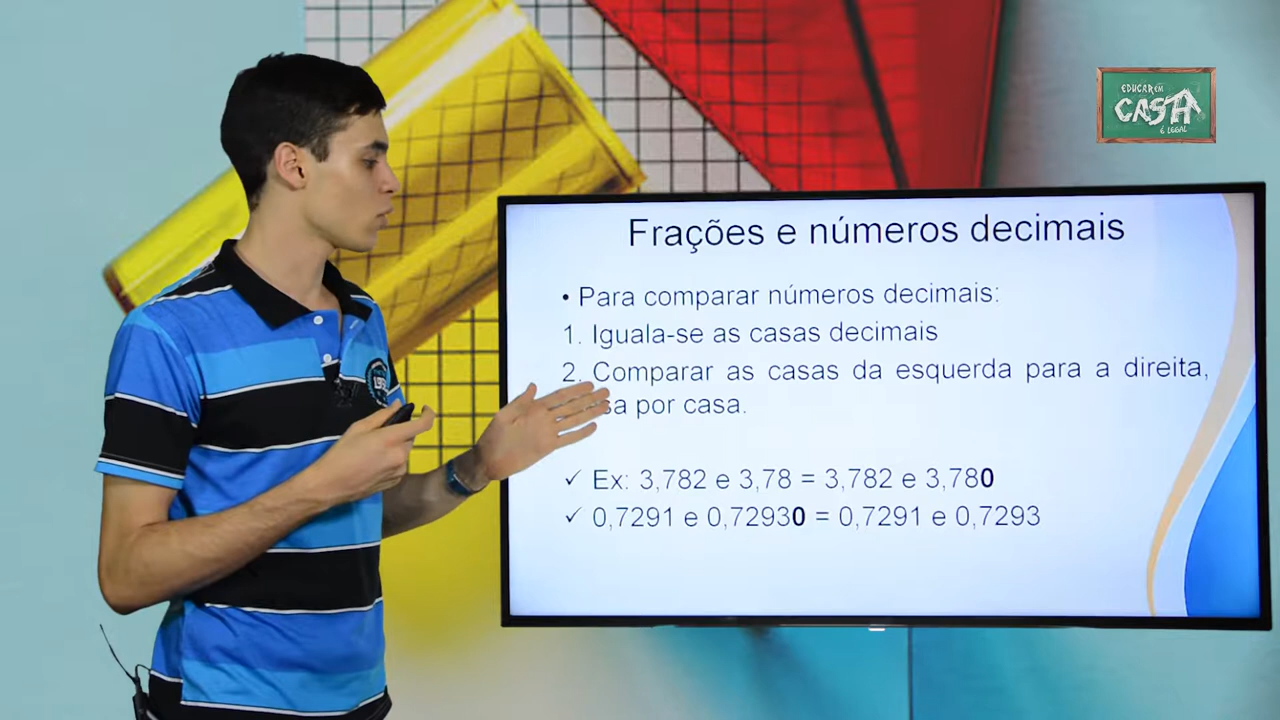 EDUCAR EM
CASA
É LEGAL
Frações e números decimais
• Para comparar números decimais:
1. Iguala-se as casas decimais
2. Comparar as casas da esquerda para a direita,
por casa.
✓ Ex: 3,782 e 3,78 = 3,782 e 3,780
✓ 0,7291 e 0,72930 = 0,7291 e 0,7293